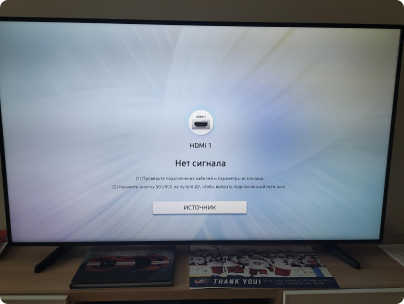 HDMI 1
HDMI 1
Нет сигнала
(1) Проверьте подключение кабелей и параметры источника.
(2) Нажмите кнопку SOURCE на пульте ДУ, чтобы выбрать подключенный источник.
ИСТОЧНИК
THANK YOU!